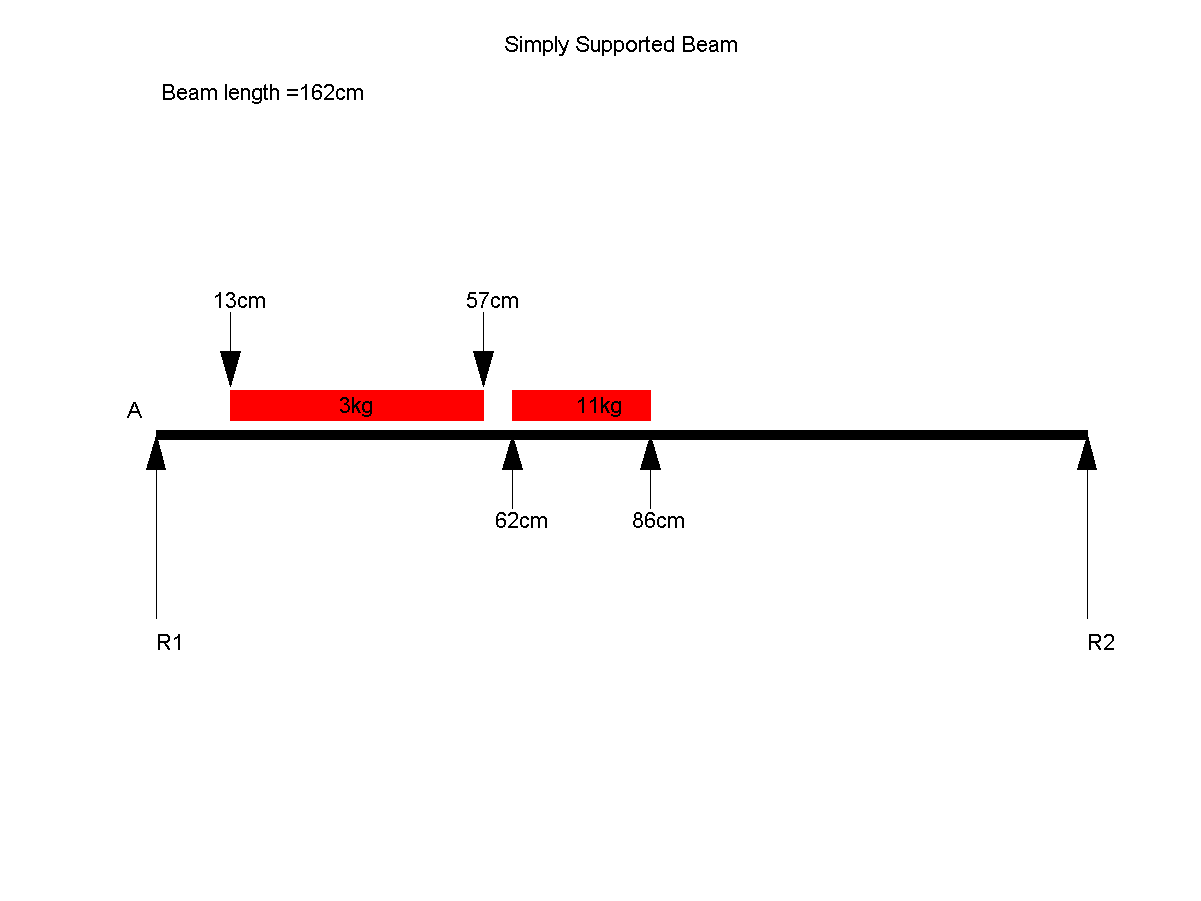 Simply Supported Beam
Beam length =162cm
13cm
57cm
3kg
11kg
A
62cm
86cm
R1
R2